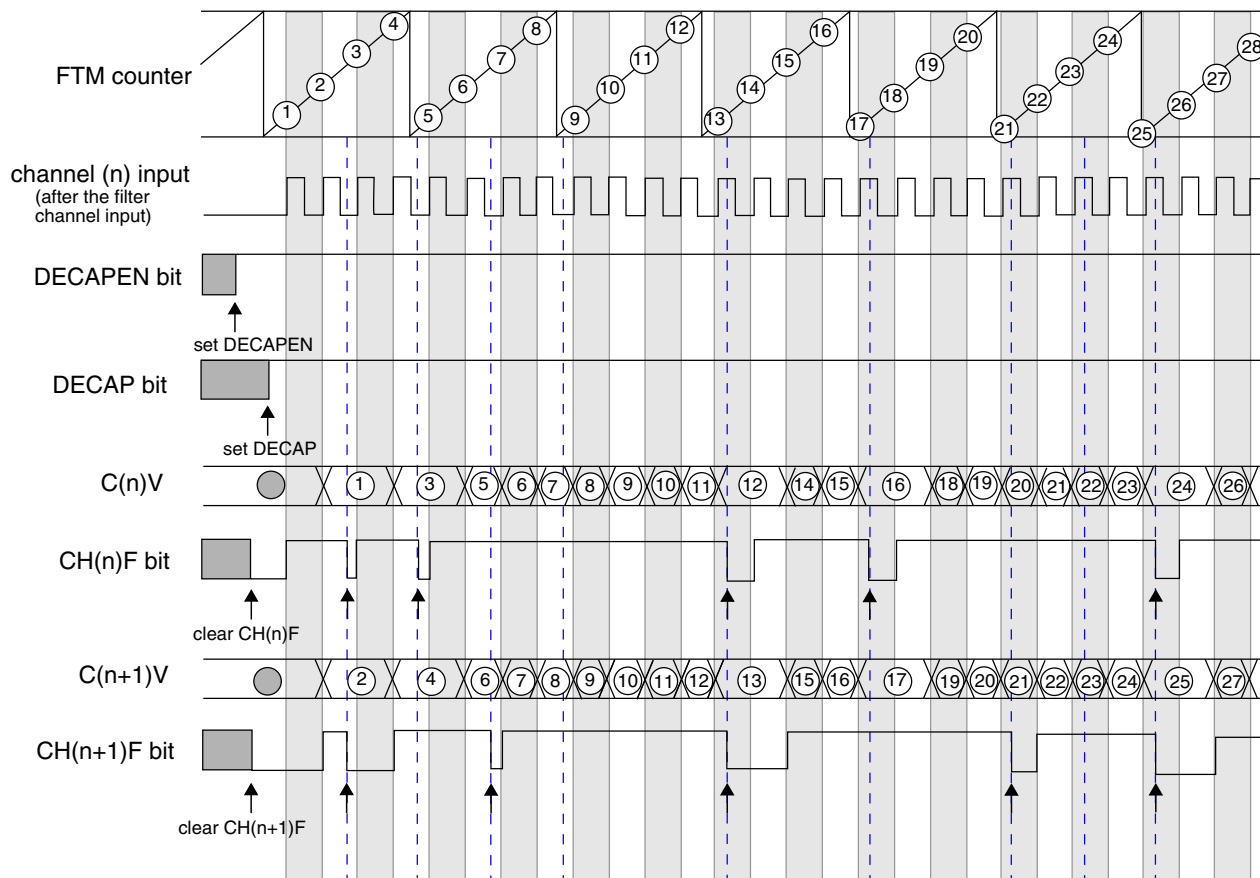 FTM counter
1 2 3 4 5 6 7 8 9 10 11 12 13 14 15 16 17 18 19 20 21 22 23 24 25 26 27 28
channel (n) input
(after the filter
channel input)
DECAPEN bit
set DECAPEN
DECAP bit
set DECAP
C(n)V 1 3 5 6 7 8 9 10 11 12 14 15 16 18 19 20 21 22 23 24 26
CH(n)F bit
clear CH(n)F
C(n+1)V 2 4 6 7 8 9 10 11 12 13 15 16 17 19 20 21 22 23 24 25 27
CH(n+1)F bit
clear CH(n+1)F